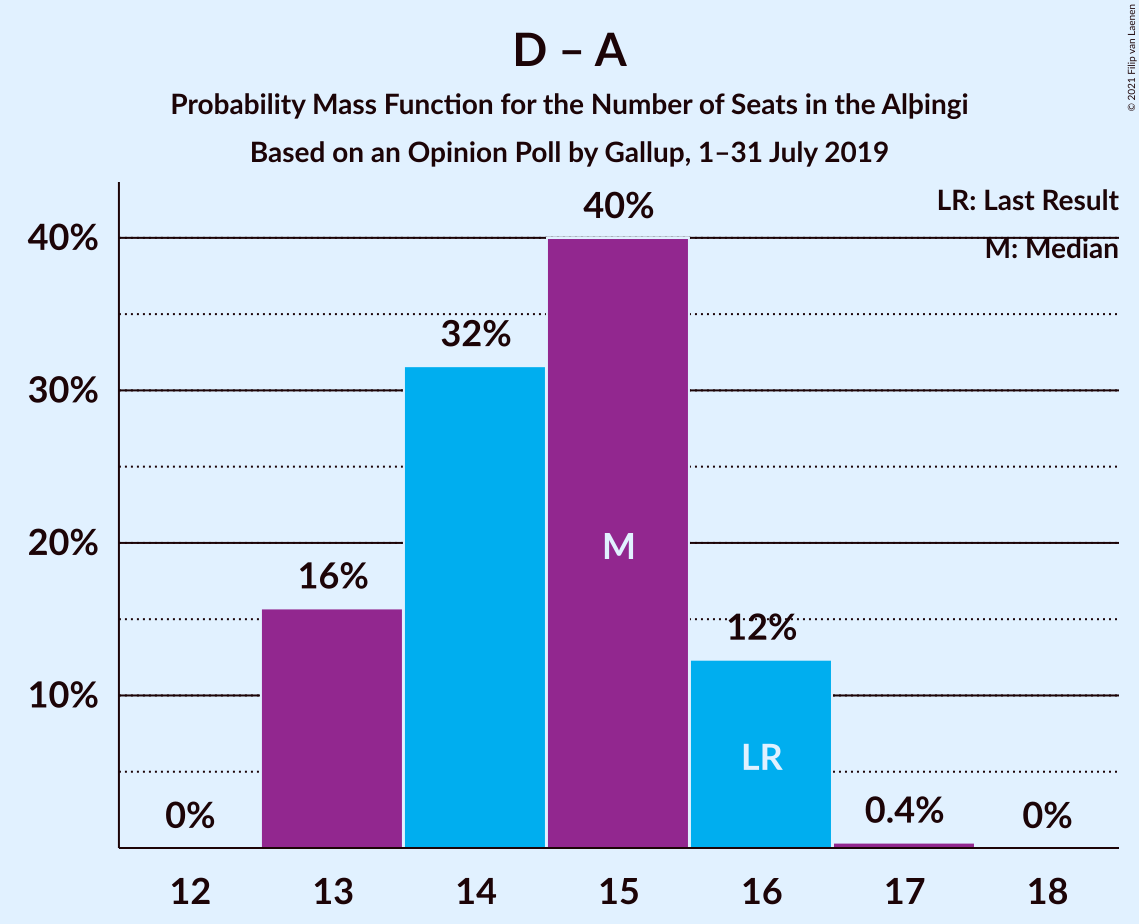 D – A
Probability Mass Function for the Number of Seats in the Alþingi
Based on an Opinion Poll by Gallup, 1–31 July 2019
© 2021 Filip van Laenen
LR: Last Result
M: Median
40%
30%
20%
10%
0%
16%
32%
40%
M
12%
LR
0.4%
0%
12
13
14
15
16
17
18